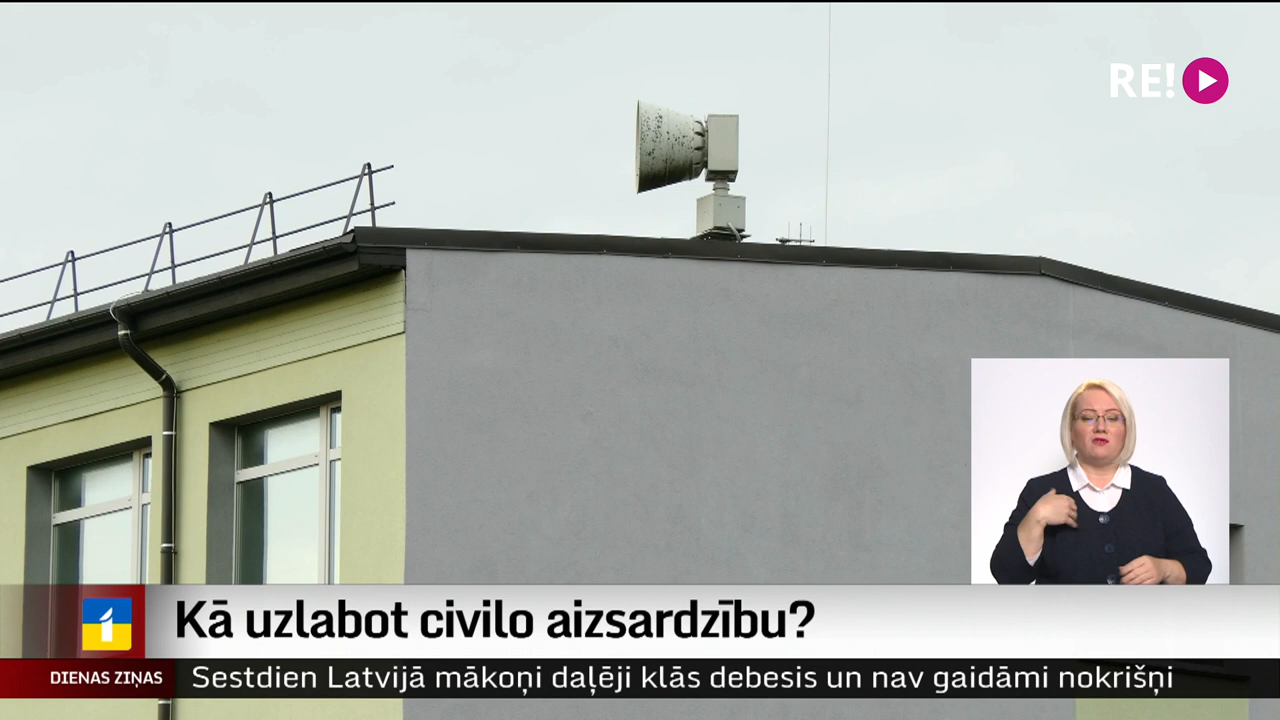 RE!
1
Kā uzlabot civilo aizsardzību?
DIENAS ZIŅAS
Sestdien Latvijā mākoņi daļēji klās debesis un nav gaidāmi nokrišņi